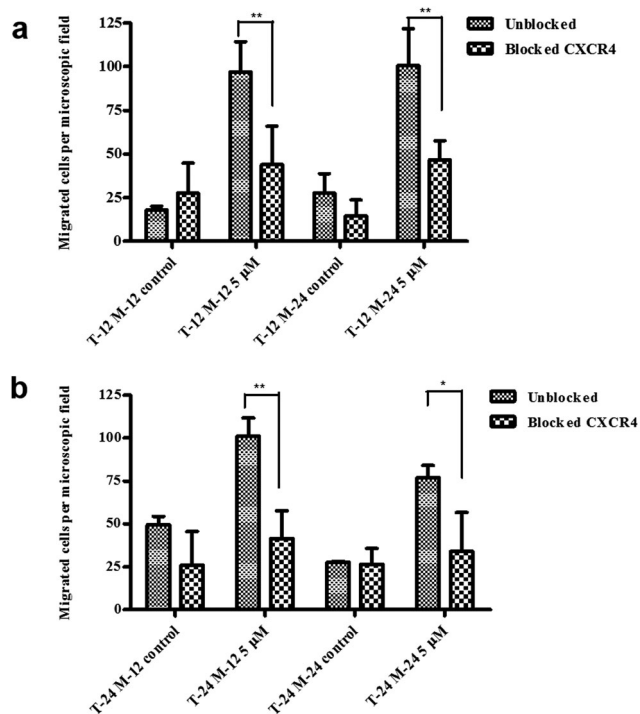 a
Migrated cells per microscopic field
125
100
75
50
25
0
**
**
Unblocked
Blocked CXCR4
T-12 M-12 control
T-12 M-12 5 µM
T-12 M-24 control
T-12 M-24 5 µM
b
Migrated cells per microscopic field
125
100
75
50
25
0
**
*
Unblocked
Blocked CXCR4
T-24 M-12 control
T-24 M-12 5 µM
T-24 M-24 control
T-24 M-24 5 µM